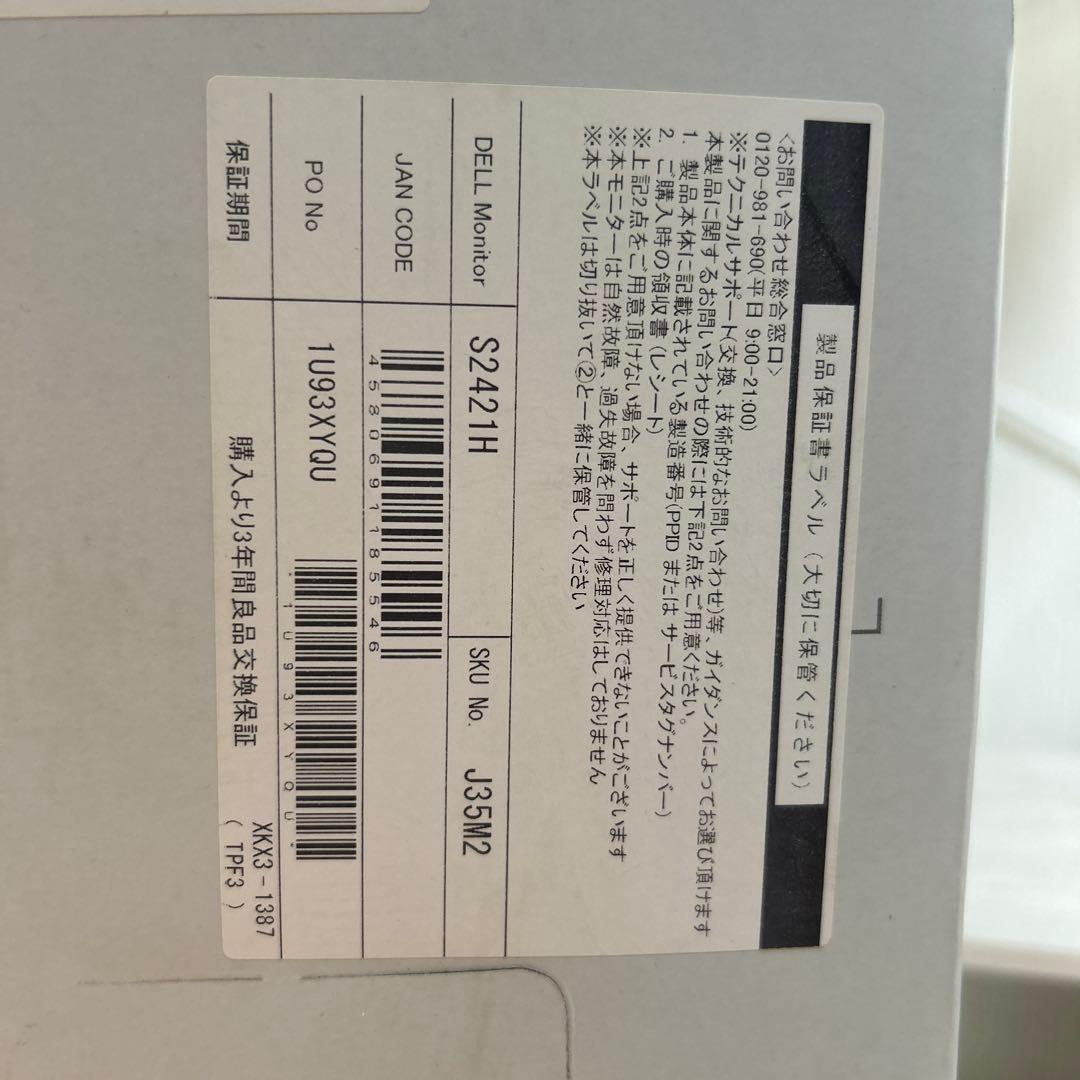 製品保証書ラベル（大切に保管ください）
<お問い合わせ総合窓口>
0120-981-690(平日 9:00-21:00)
※テクニカルサポート(交換、技術的なお問い合わせ)等、ガイダンスによってお選び頂けます
本製品に関するお問い合わせの際には下記2点をご用意ください。
1. 製品本体に記載されている製造番号(PPID または サービスタグナンバー)
2. ご購入時の領収書（レシート）
※上記2点をご用意頂けない場合、サポートを正しく提供できないことがございます
※本モニターは自然故障、過失故障を問わず修理対応はしておりません
※本ラベルは切り抜いて②と一緒に保管してください
DELL Monitor S2421H SKU No. J35M2
JAN CODE 4580691185546
PO No 1U93XYQU *1U93XYQU*
保証期間 購入より3年間良品交換保証 XKX3-1387
( TPF3 )